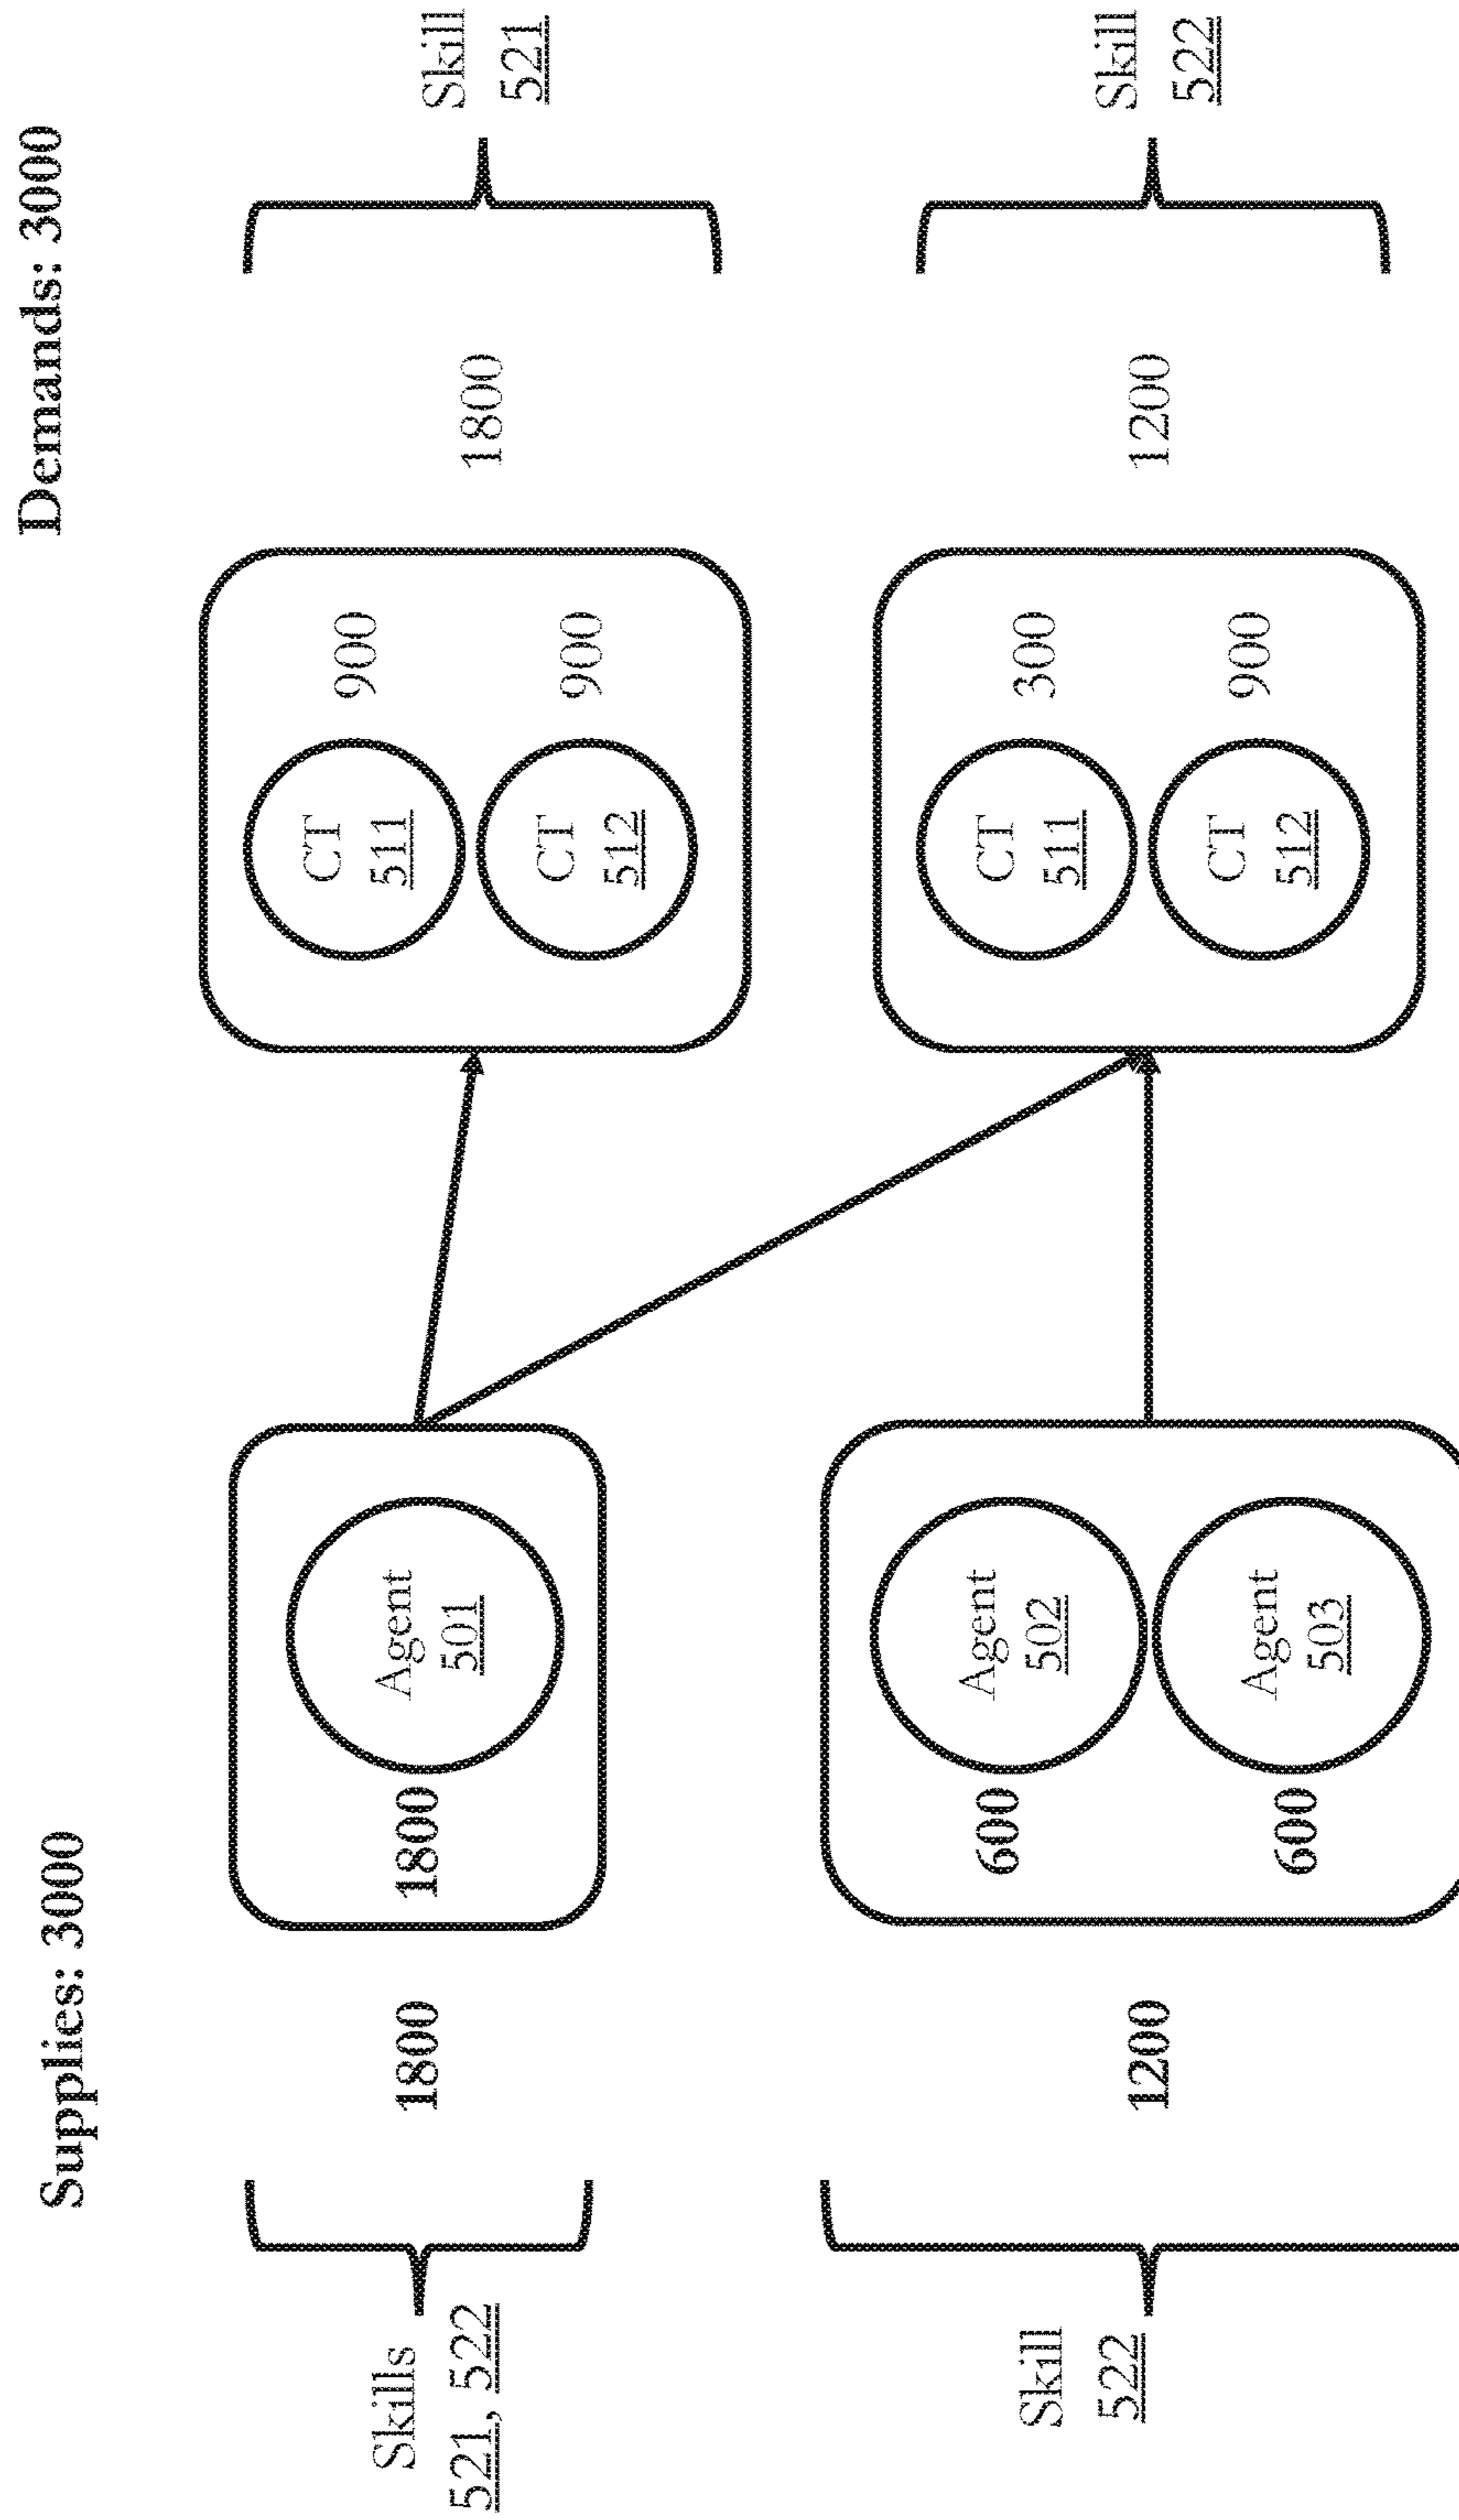 Supplies: 3000
Demands: 3000
Skills
521, 522
1800
1800
Agent
501
CT
511
900
CT
512
900
1800
Skill
521
Skill
522
1200
600
Agent
502
600
Agent
503
CT
511
300
CT
512
900
1200
Skill
522